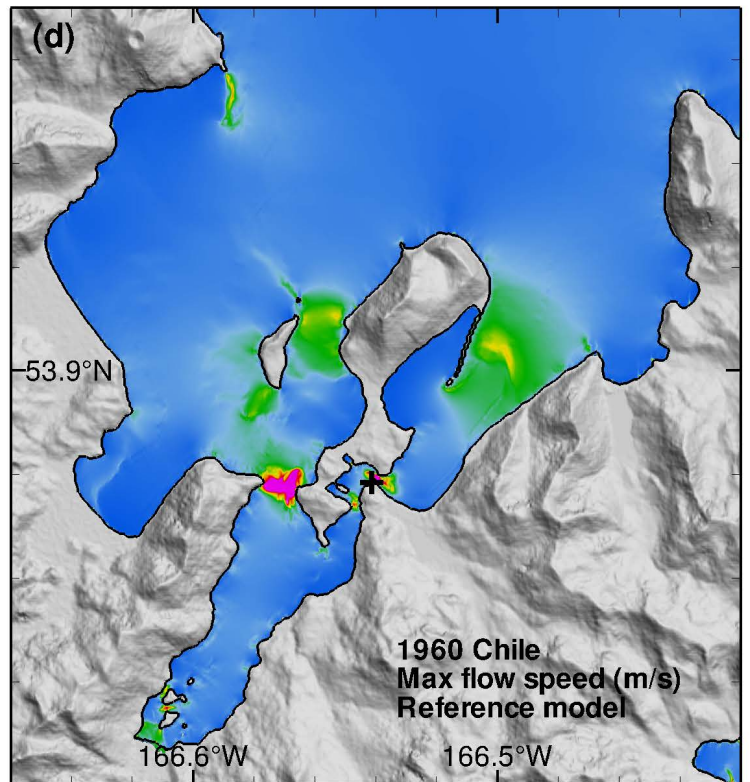 (d)
53.9°N
1960 Chile
Max flow speed (m/s)
Reference model
166.6°W
166.5°W